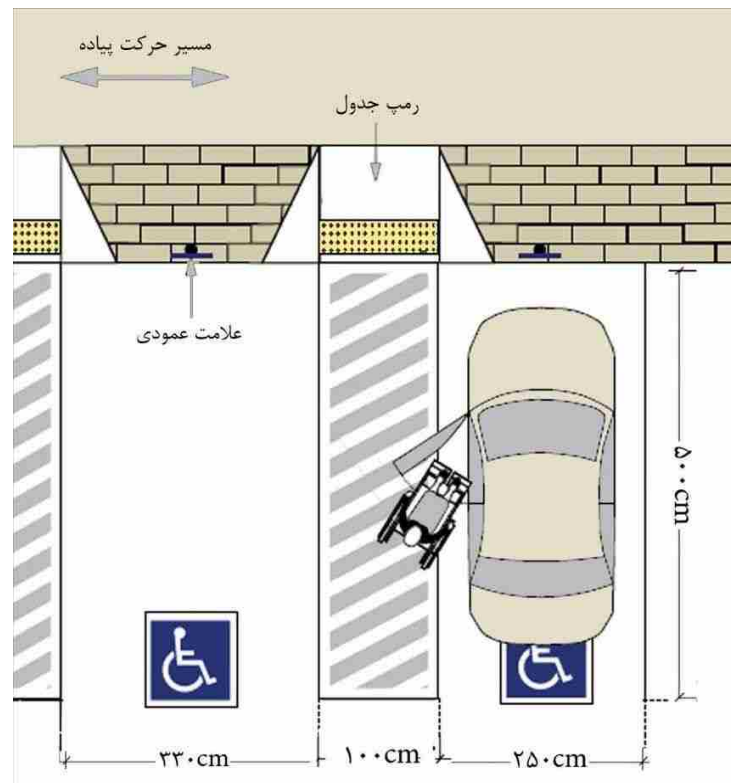 مسیر حرکت پیاده
رمپ جدول
علامت عمودی
۵۰۰cm
۳۳۰cm
۱۰۰cm
۲۵۰cm